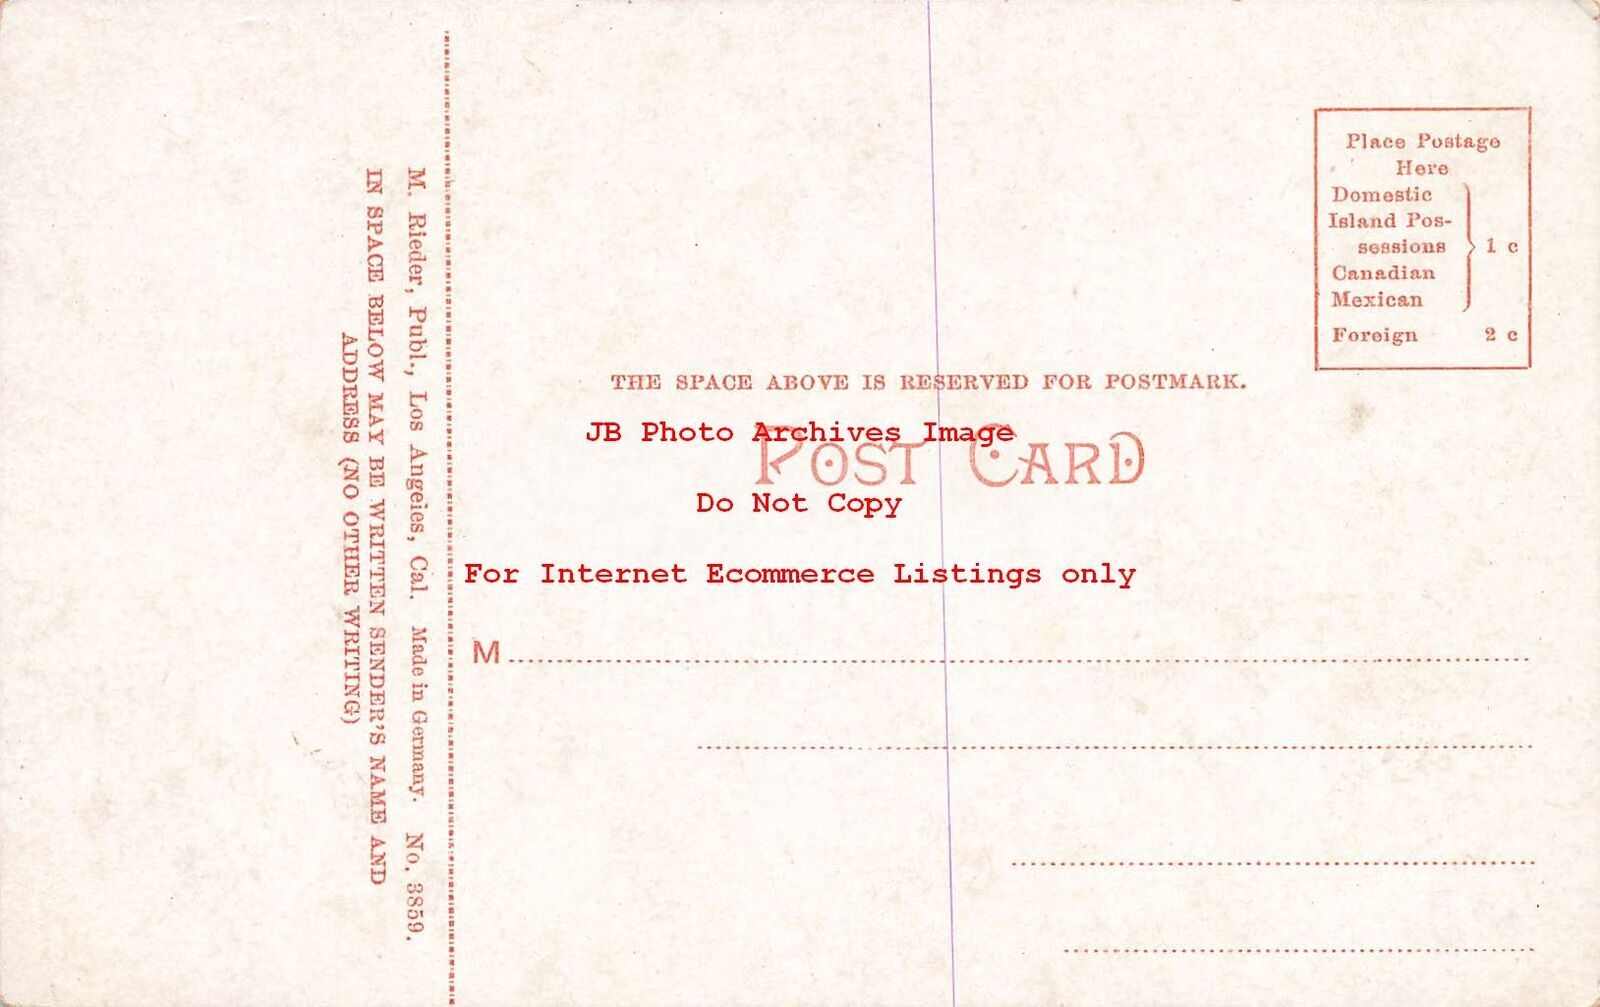 M. Rieder, Publ., Los Angeies, Cal. Made in Germany. No. 3859.
IN SPACE BELOW MAY BE WRITTEN SENDER'S NAME AND
ADDRESS (NO OTHER WRITING)
Place Postage
Here
Domestic
Island Pos-
sessions } 1 c
Canadian
Mexican
Foreign 2 c
THE SPACE ABOVE IS RESERVED FOR POSTMARK.
JB Photo Archives Image
POST CARD
Do Not Copy
For Internet Ecommerce Listings only
M